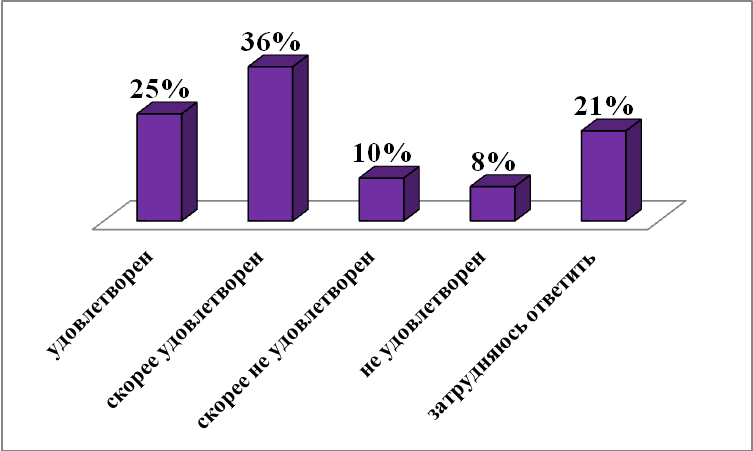 25%
36%
10%
8%
21%
удовлетворен
скорее удовлетворен
скорее не удовлетворен
не удовлетворен
затрудняюсь ответить